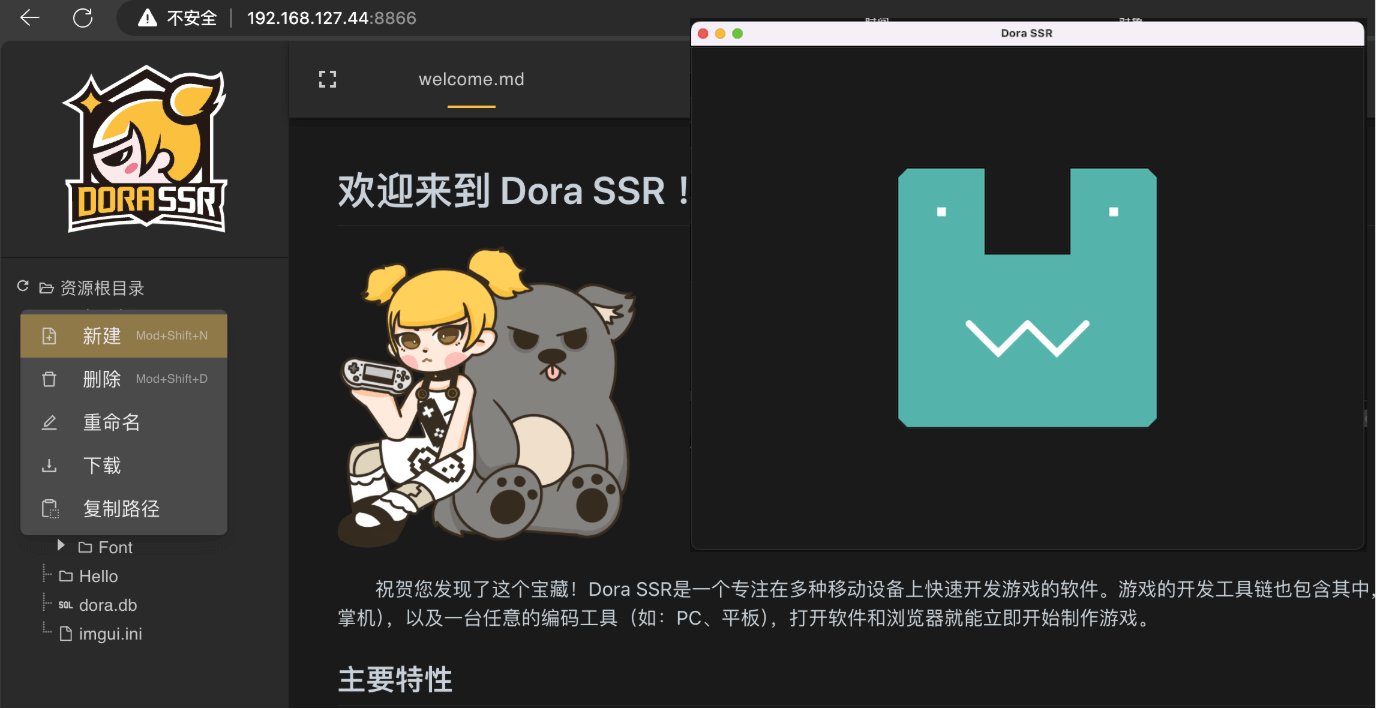 不安全 192.168.127.44:8866
Dora SSR
welcome.md
DORA SSR
欢迎来到 Dora SSR！
资源根目录
新建 Mod+Shift+N
删除 Mod+Shift+D
重命名
下载
复制路径
Font
Hello
SQL dora.db
imgui.ini
祝贺您发现了这个宝藏！Dora SSR是一个专注在多种移动设备上快速开发游戏的软件。游戏的开发工具链也包含其中，
掌机），以及一台任意的编码工具（如：PC、平板），打开软件和浏览器就能立即开始制作游戏。
主要特性